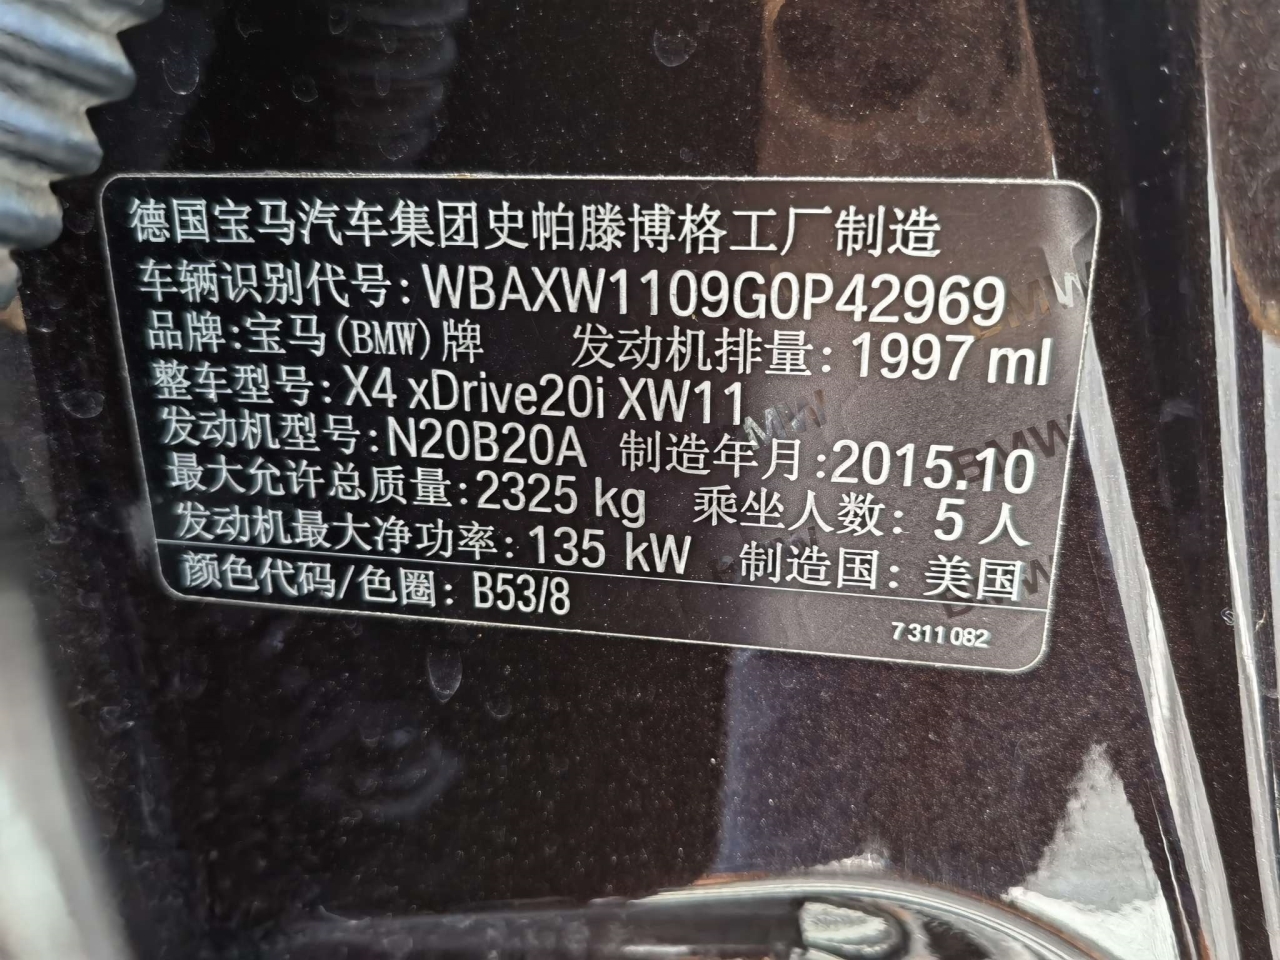 德国宝马汽车集团史帕滕博格工厂制造
车辆识别代号: WBAXW1109G0P42969
品牌: 宝马(BMW)牌 发动机排量: 1997 ml
整车型号: X4 xDrive20i XW11
发动机型号: N20B20A 制造年月: 2015.10
最大允许总质量: 2325 kg 乘坐人数: 5 人
发动机最大净功率: 135 kW 制造国: 美国
颜色代码/色圈: B53/8
7311082